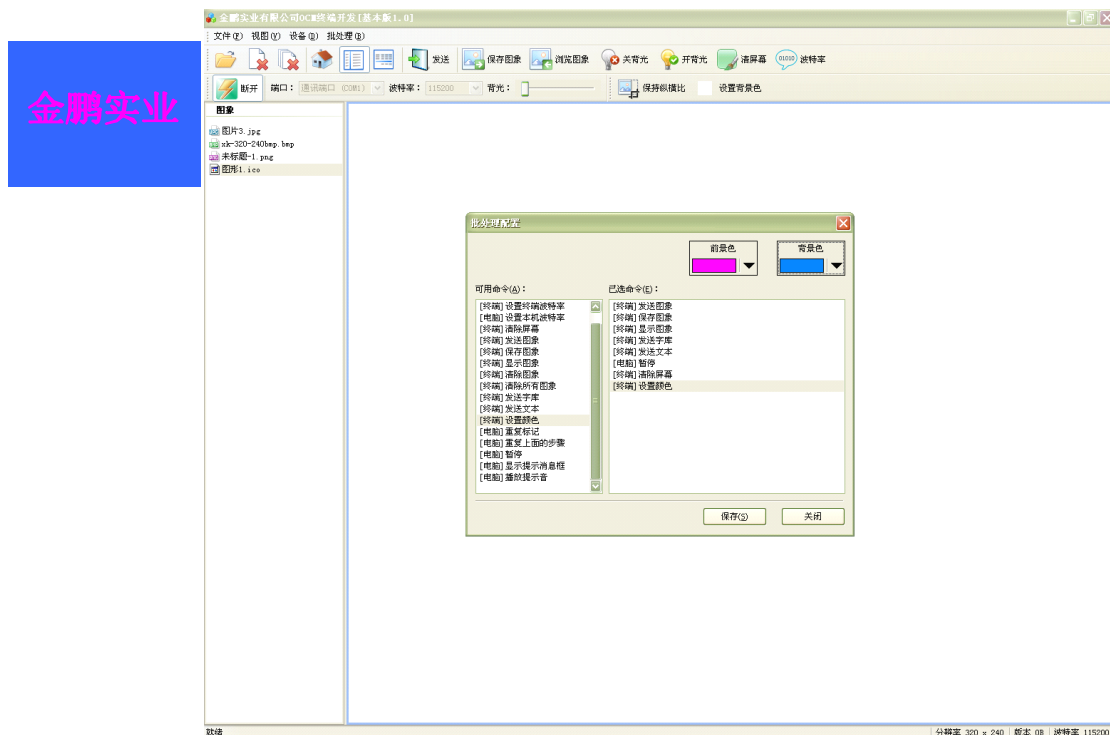 金鹏实业
金鹏实业有限公司OCM终端开发[基本版1.0]
文件(F) 视图(V) 设备(D) 批处理(B)
发送 保存图象 浏览图象 关背光 开背光 清屏幕 01010 波特率
断开 端口： 通讯端口 (COM1) 波特率： 115200 背光： 保持纵横比 设置背景色
图象
图片3.jpg
xk-320-240bmp.bmp
未标题-1.png
图形1.ico
批处理配置
前景色 背景色
可用命令(A)：
[终端]设置终端波特率
[电脑]设置本机波特率
[终端]清除屏幕
[终端]发送图象
[终端]保存图象
[终端]显示图象
[终端]清除图象
[终端]清除所有图象
[终端]发送字库
[终端]发送文本
[终端]设置颜色
[电脑]重复标记
[电脑]重复上面的步骤
[电脑]暂停
[电脑]显示提示消息框
[电脑]播放提示音
已选命令(E)：
[终端]发送图象
[终端]保存图象
[终端]显示图象
[终端]发送字库
[终端]发送文本
[电脑]暂停
[终端]清除屏幕
[终端]设置颜色
保存(S) 关闭
就绪 分辨率 320 x 240 版本 0B 波特率 115200